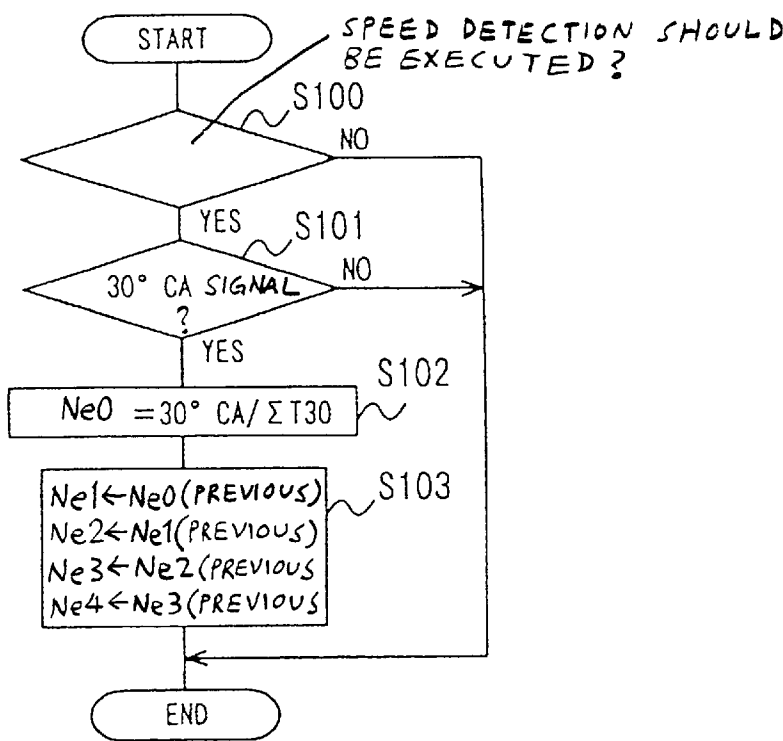 START
SPEED DETECTION SHOULD
BE EXECUTED?
S100
NO
YES
S101
30° CA SIGNAL
?
NO
YES
S102
Ne0 = 30° CA/ΣT30
S103
Ne1←Ne0(PREVIOUS)
Ne2←Ne1(PREVIOUS)
Ne3←Ne2(PREVIOUS
Ne4←Ne3(PREVIOUS
END